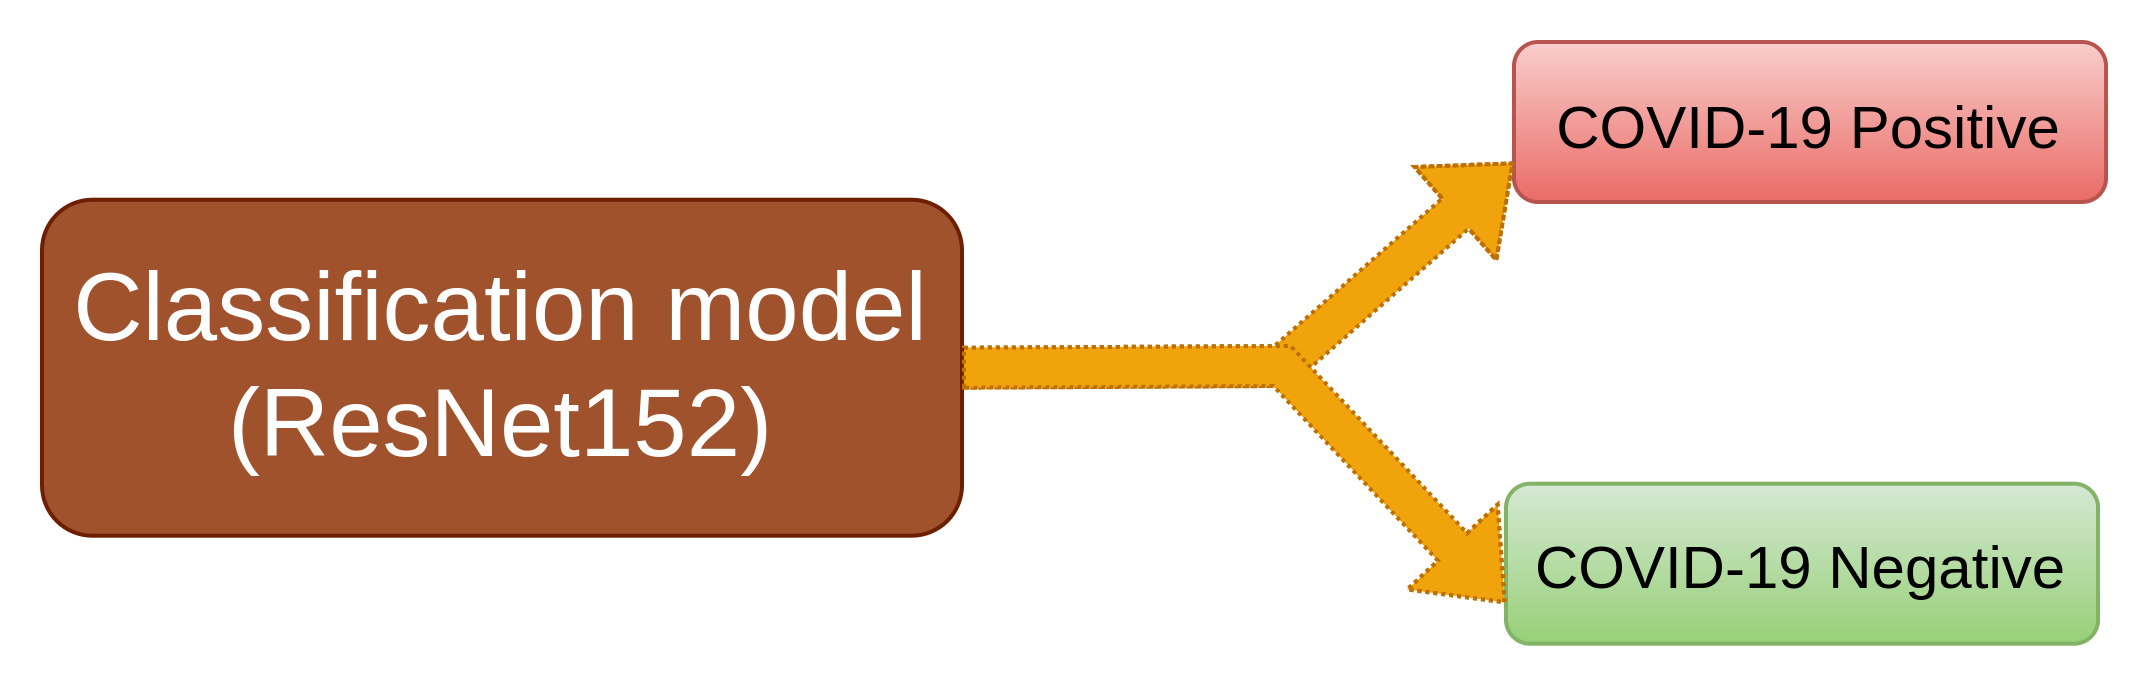 Classification model
(ResNet152)
COVID-19 Positive
COVID-19 Negative